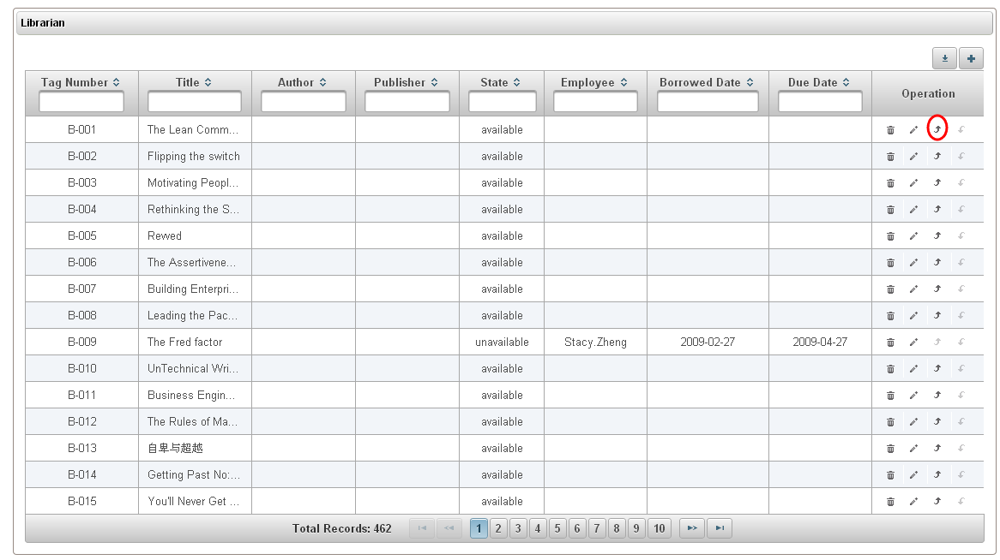 Librarian
Tag Number Title Author Publisher State Employee Borrowed Date Due Date Operation
B-001 The Lean Comm... available
B-002 Flipping the switch available
B-003 Motivating Peopl... available
B-004 Rethinking the S... available
B-005 Rewed available
B-006 The Assertivene... available
B-007 Building Enterpri... available
B-008 Leading the Pac... available
B-009 The Fred factor unavailable Stacy.Zheng 2009-02-27 2009-04-27
B-010 UnTechnical Wri... available
B-011 Business Engin... available
B-012 The Rules of Ma... available
B-013 自卑与超越 available
B-014 Getting Past No:... available
B-015 You'll Never Get ... available
Total Records: 462 1 2 3 4 5 6 7 8 9 10